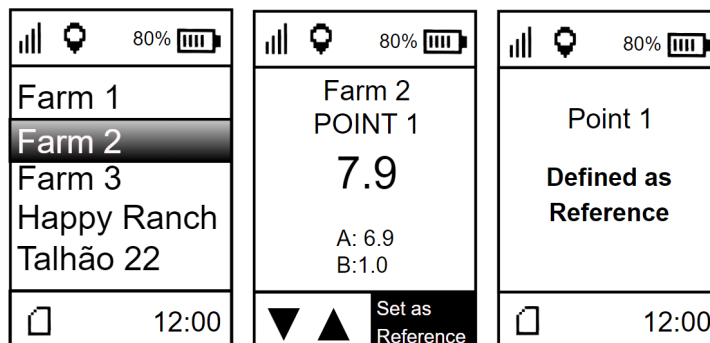 80%
Farm 1
Farm 2
Farm 3
Happy Ranch
Talhão 22
12:00
80%
Farm 2
POINT 1
7.9
A: 6.9
B:1.0
Set as
Reference
80%
Point 1
Defined as
Reference
12:00